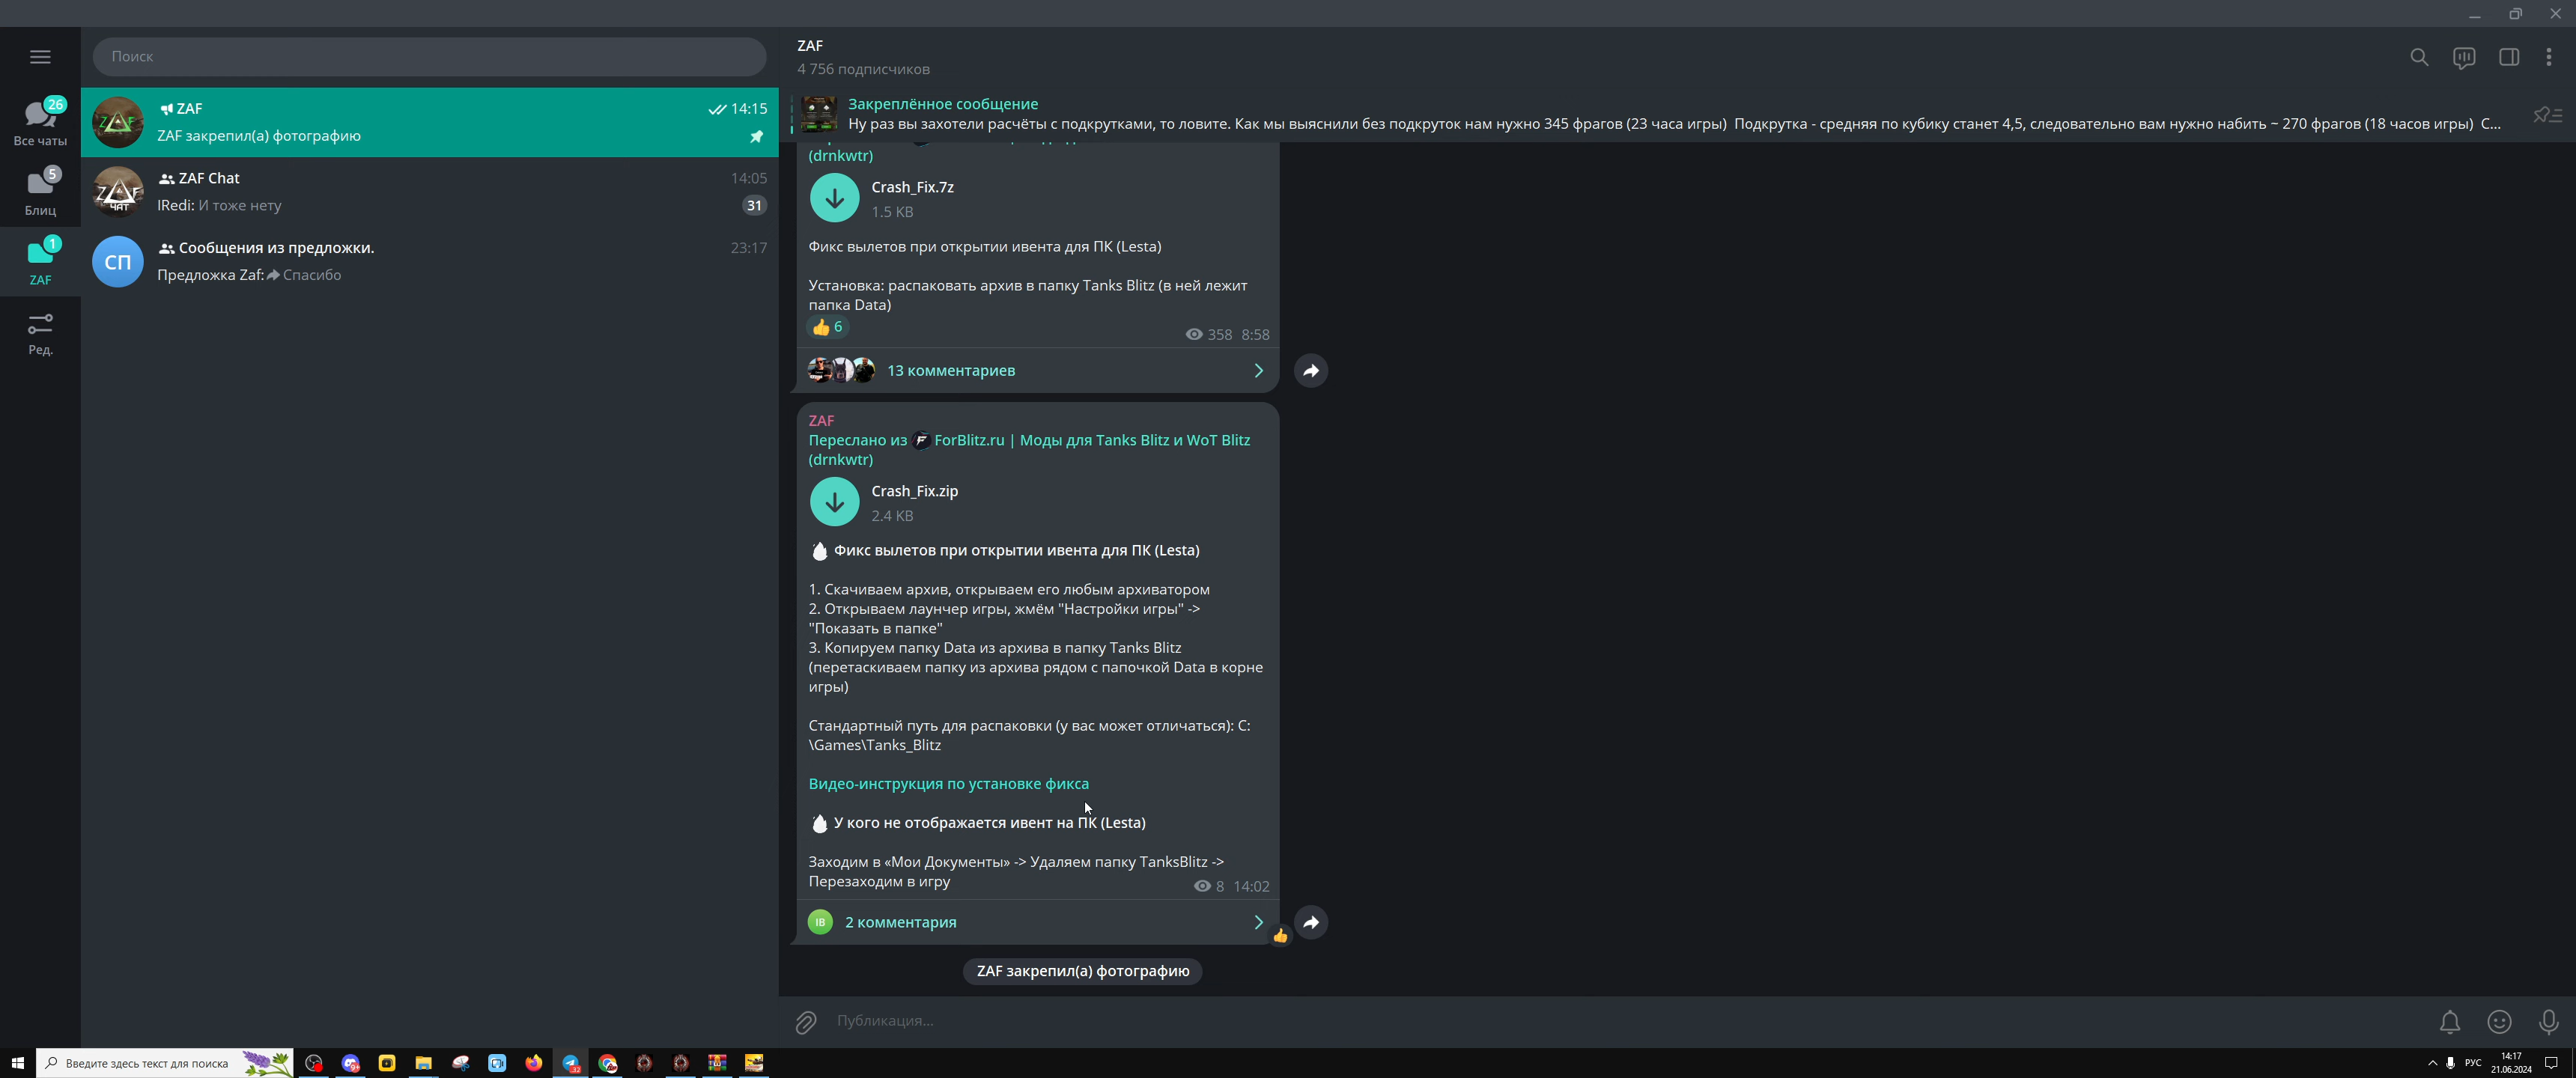 Поиск
ZAF
4 756 подписчиков
26
Все чаты
5
Блиц
1
ZAF
Ред.
ZAF
ZAF
14:15
ZAF закрепил(а) фотографию
ZAF
ЧАТ
ZAF Chat
14:05
IRedi: И тоже нету
31
СП
Сообщения из предложки.
23:17
Предложка Zaf: Спасибо
Закреплённое сообщение
Ну раз вы захотели расчёты с подкрутками, то ловите. Как мы выяснили без подкруток нам нужно 345 фрагов (23 часа игры) Подкрутка - средняя по кубику станет 4,5, следовательно вам нужно набить ~ 270 фрагов (18 часов игры) С...
(drnkwtr)
Crash_Fix.7z
1.5 KB
Фикс вылетов при открытии ивента для ПК (Lesta)
Установка: распаковать архив в папку Tanks Blitz (в ней лежит
папка Data)
6
358 8:58
13 комментариев
ZAF
Переслано из ForBlitz.ru | Моды для Tanks Blitz и WoT Blitz
(drnkwtr)
Crash_Fix.zip
2.4 KB
Фикс вылетов при открытии ивента для ПК (Lesta)
1. Скачиваем архив, открываем его любым архиватором
2. Открываем лаунчер игры, жмём "Настройки игры" ->
"Показать в папке"
3. Копируем папку Data из архива в папку Tanks Blitz
(перетаскиваем папку из архива рядом с папочкой Data в корне
игры)
Стандартный путь для распаковки (у вас может отличаться): C:
\Games\Tanks_Blitz
Видео-инструкция по установке фикса
У кого не отображается ивент на ПК (Lesta)
Заходим в «Мои Документы» -> Удаляем папку TanksBlitz ->
Перезаходим в игру
8 14:02
IB
2 комментария
ZAF закрепил(а) фотографию
Публикация...
Введите здесь текст для поиска
9+
32
РУС
14:17
21.06.2024